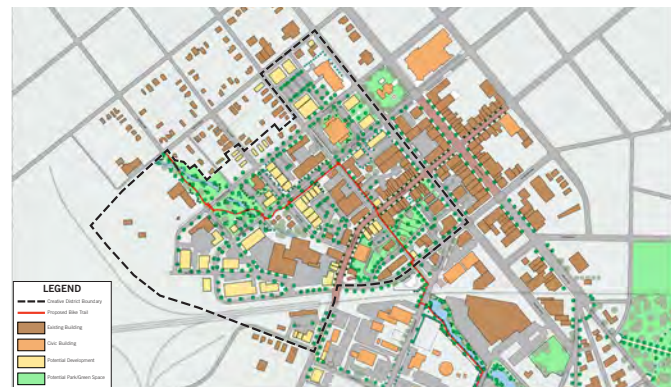 LEGEND
Creative District Boundary
Proposed Bike Trail
Existing Building
Civic Building
Potential Development
Potential Park/Green Space